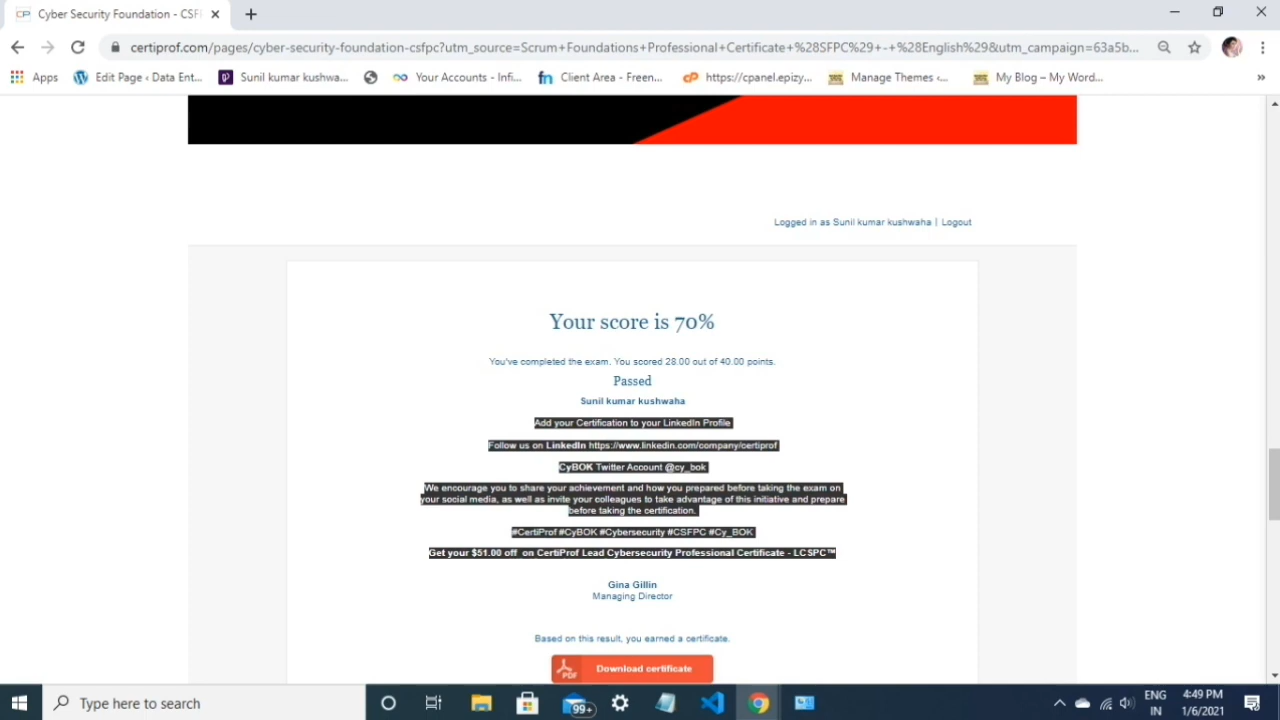 CP Cyber Security Foundation - CSF
certiprof.com/pages/cyber-security-foundation-csfpc?utm_source=Scrum+Foundations+Professional+Certificate+%28SFPC%29+-+%28English%29&utm_campaign=63a5b...
Apps Edit Page ‹ Data Ent... Sunil kumar kushwa... Your Accounts - Infi... fn Client Area - Freen... cP https://cpanel.epizy... Manage Themes ‹... My Blog – My Word... »
Logged in as Sunil kumar kushwaha | Logout
Your score is 70%
You've completed the exam. You scored 28.00 out of 40.00 points.
Passed
Sunil kumar kushwaha
Add your Certification to your LinkedIn Profile
Follow us on LinkedIn https://www.linkedin.com/company/certiprof
CyBOK Twitter Account @cy_bok
We encourage you to share your achievement and how you prepared before taking the exam on
your social media, as well as invite your colleagues to take advantage of this initiative and prepare
before taking the certification.
#CertiProf #CyBOK #Cybersecurity #CSFPC #Cy_BOK
Get your $51.00 off on CertiProf Lead Cybersecurity Professional Certificate - LCSPC™
Gina Gillin
Managing Director
Based on this result, you earned a certificate.
PDF Download certificate
Type here to search
99+
ENG
IN
4:49 PM
1/6/2021